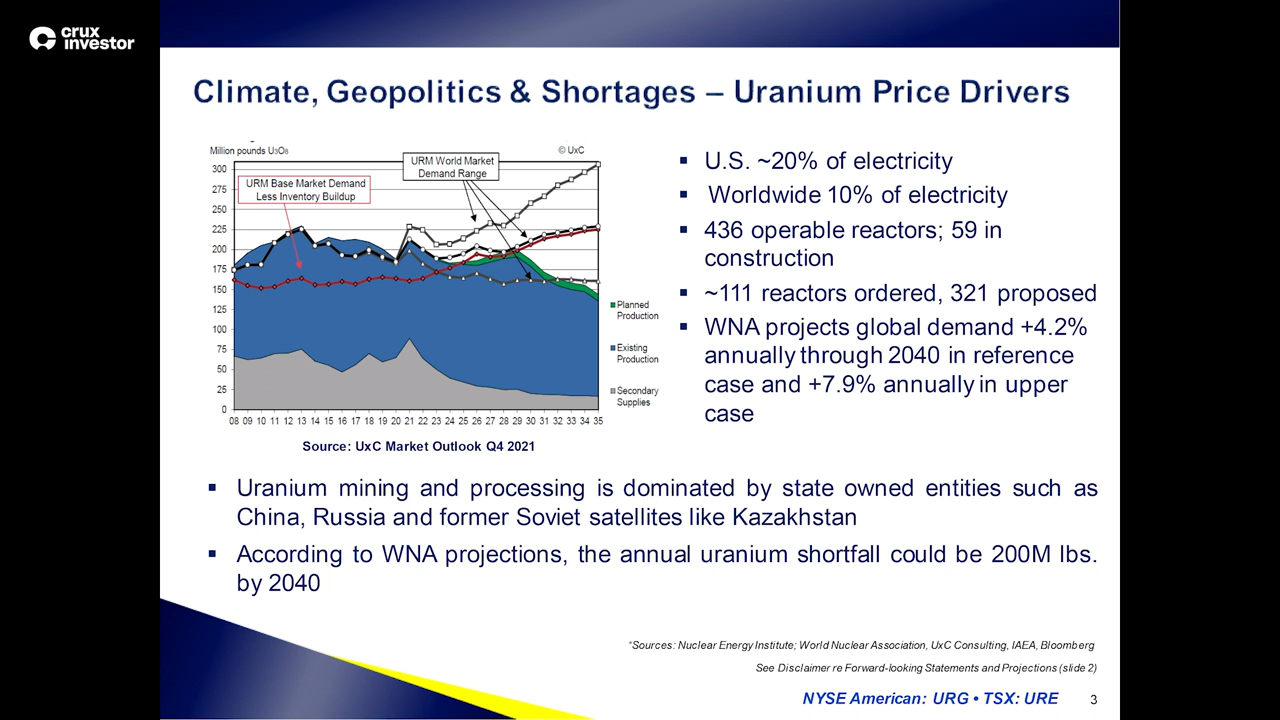 crux
investor
Climate, Geopolitics & Shortages – Uranium Price Drivers
Million pounds U3O8
© UxC
URM World Market
Demand Range
URM Base Market Demand
Less Inventory Buildup
300
275
250
225
200
175
150
125
100
75
50
25
0
08 09 10 11 12 13 14 15 16 17 18 19 20 21 22 23 24 25 26 27 28 29 30 31 32 33 34 35
Planned
Production
Existing
Production
Secondary
Supplies
Source: UxC Market Outlook Q4 2021
▪ U.S. ~20% of electricity
▪ Worldwide 10% of electricity
▪ 436 operable reactors; 59 in
construction
▪ ~111 reactors ordered, 321 proposed
▪ WNA projects global demand +4.2%
annually through 2040 in reference
case and +7.9% annually in upper
case
▪ Uranium mining and processing is dominated by state owned entities such as
China, Russia and former Soviet satellites like Kazakhstan
▪ According to WNA projections, the annual uranium shortfall could be 200M lbs.
by 2040
*Sources: Nuclear Energy Institute; World Nuclear Association, UxC Consulting, IAEA, Bloomberg
See Disclaimer re Forward-looking Statements and Projections (slide 2)
NYSE American: URG • TSX: URE 3